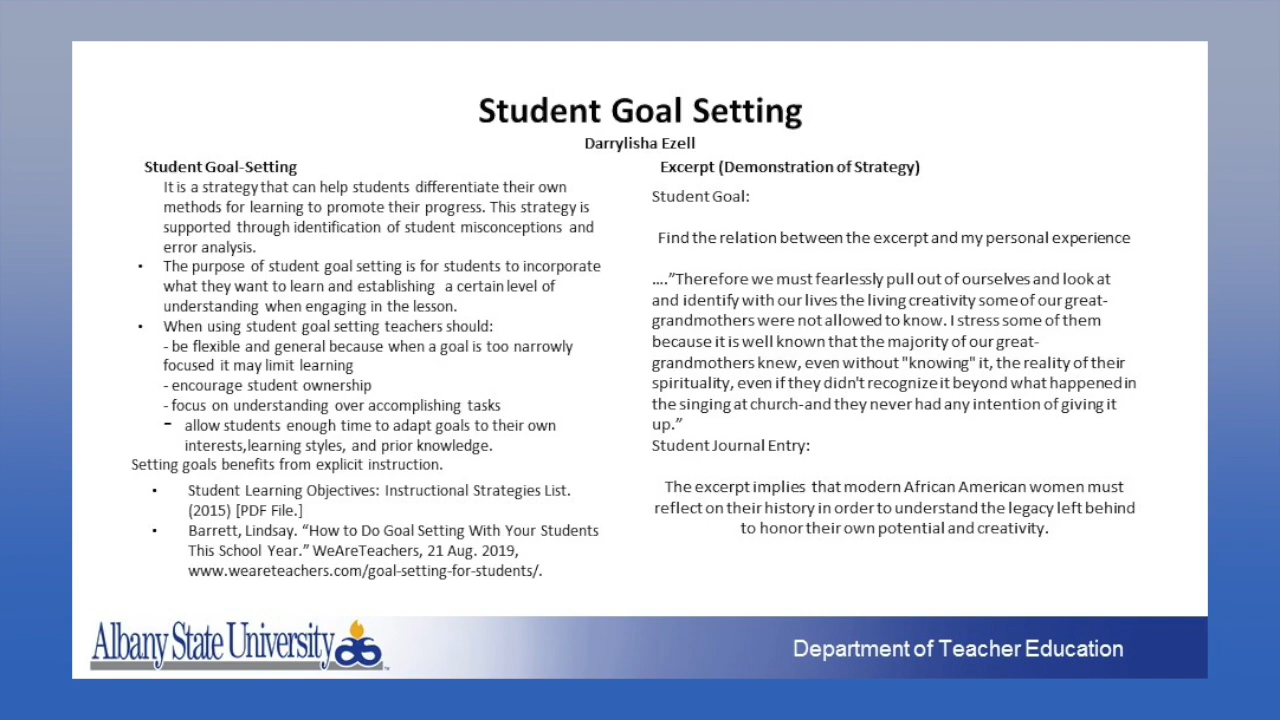 Student Goal Setting
Darrylisha Ezell
Student Goal-Setting
It is a strategy that can help students differentiate their own
methods for learning to promote their progress. This strategy is
supported through identification of student misconceptions and
error analysis.
• The purpose of student goal setting is for students to incorporate
what they want to learn and establishing a certain level of
understanding when engaging in the lesson.
• When using student goal setting teachers should:
- be flexible and general because when a goal is too narrowly
focused it may limit learning
- encourage student ownership
- focus on understanding over accomplishing tasks
- allow students enough time to adapt goals to their own
interests,learning styles, and prior knowledge.
Setting goals benefits from explicit instruction.
• Student Learning Objectives: Instructional Strategies List.
(2015) [PDF File.]
• Barrett, Lindsay. “How to Do Goal Setting With Your Students
This School Year.” WeAreTeachers, 21 Aug. 2019,
www.weareteachers.com/goal-setting-for-students/.
Excerpt (Demonstration of Strategy)
Student Goal:
Find the relation between the excerpt and my personal experience
….”Therefore we must fearlessly pull out of ourselves and look at
and identify with our lives the living creativity some of our great-
grandmothers were not allowed to know. I stress some of them
because it is well known that the majority of our great-
grandmothers knew, even without "knowing" it, the reality of their
spirituality, even if they didn't recognize it beyond what happened in
the singing at church-and they never had any intention of giving it
up.”
Student Journal Entry:
The excerpt implies that modern African American women must
reflect on their history in order to understand the legacy left behind
to honor their own potential and creativity.
Albany State University
Department of Teacher Education